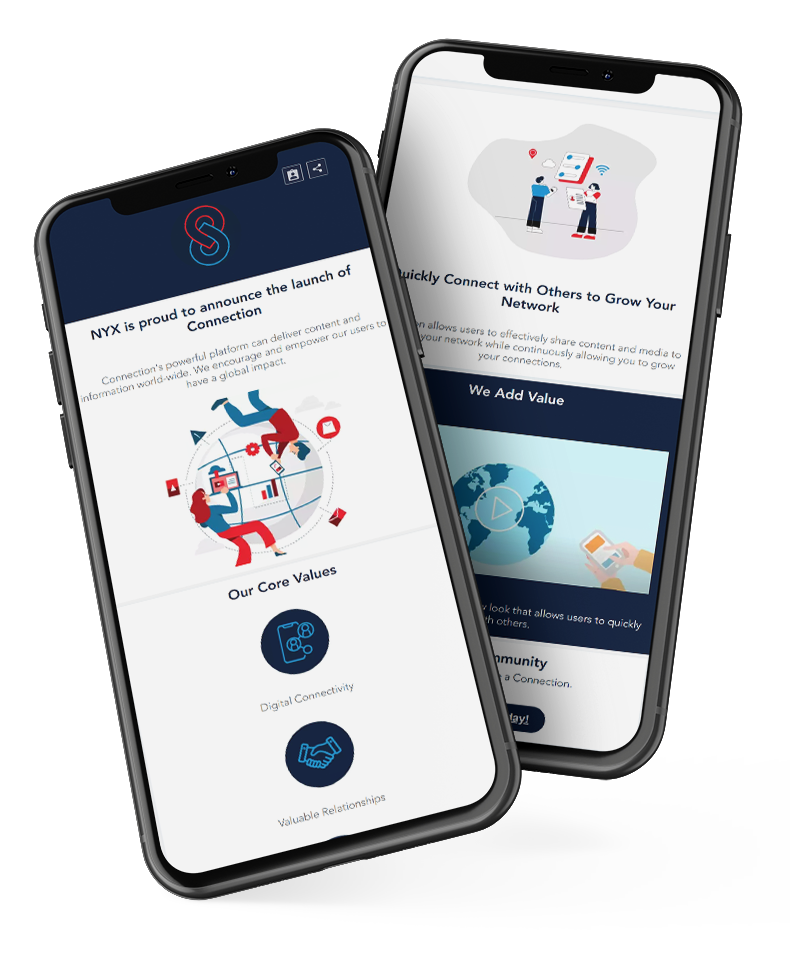 NYX is proud to announce the launch of
Connection
Connection's powerful platform can deliver content and
information world-wide. We encourage and empower our users to
have a global impact.
Our Core Values
Digital Connectivity
Valuable Relationships
uickly Connect with Others to Grow Your
Network
n allows users to effectively share content and media to
your network while continuously allowing you to grow
your connections.
We Add Value
w look that allows users to quickly
th others.
mmunity
t a Connection.
day!